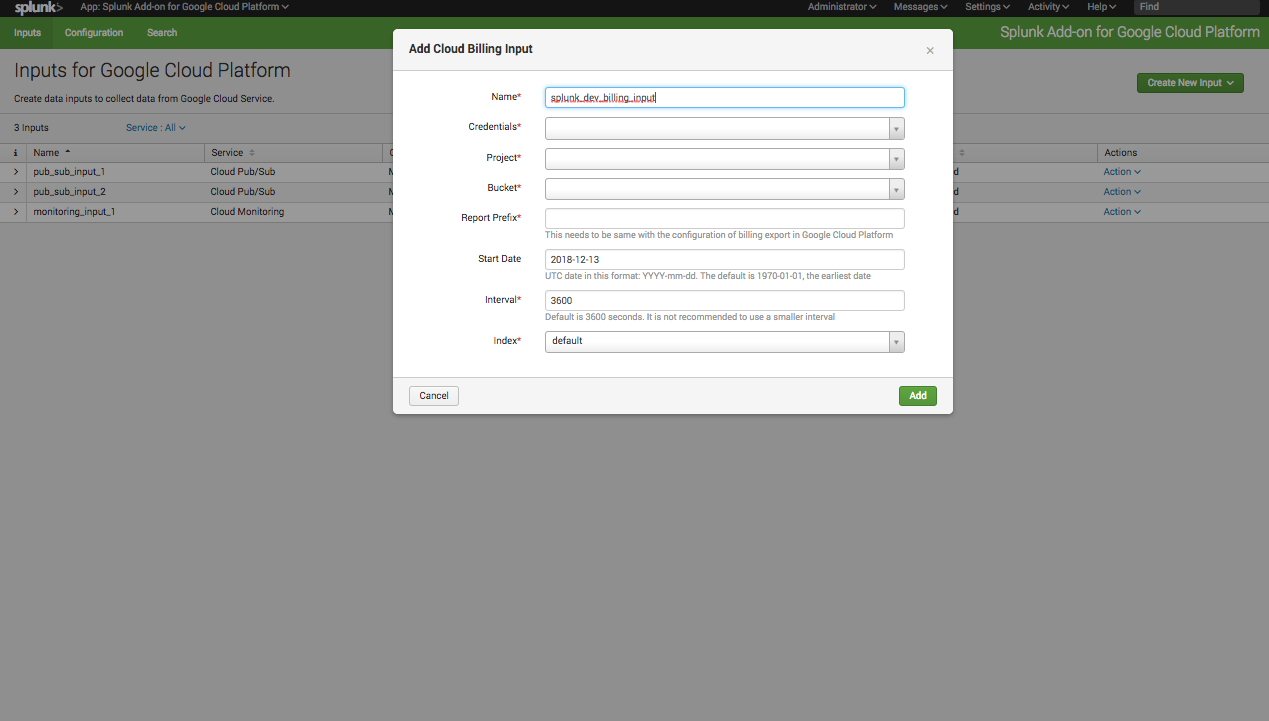 splunk> App: Splunk Add-on for Google Cloud Platform Administrator Messages Settings Activity Help Find
Inputs Configuration Search Splunk Add-on for Google Cloud Platform
Inputs for Google Cloud Platform
Create data inputs to collect data from Google Cloud Service.
Create New Input
3 Inputs Service : All
i Name Service Actions
pub_sub_input_1 Cloud Pub/Sub Action
pub_sub_input_2 Cloud Pub/Sub Action
monitoring_input_1 Cloud Monitoring Action
Add Cloud Billing Input ×
Name* splunk_dev_billing_input
Credentials*
Project*
Bucket*
Report Prefix*
This needs to be same with the configuration of billing export in Google Cloud Platform
Start Date 2018-12-13
UTC date in this format: YYYY-mm-dd. The default is 1970-01-01, the earliest date
Interval* 3600
Default is 3600 seconds. It is not recommended to use a smaller interval
Index* default
Cancel Add